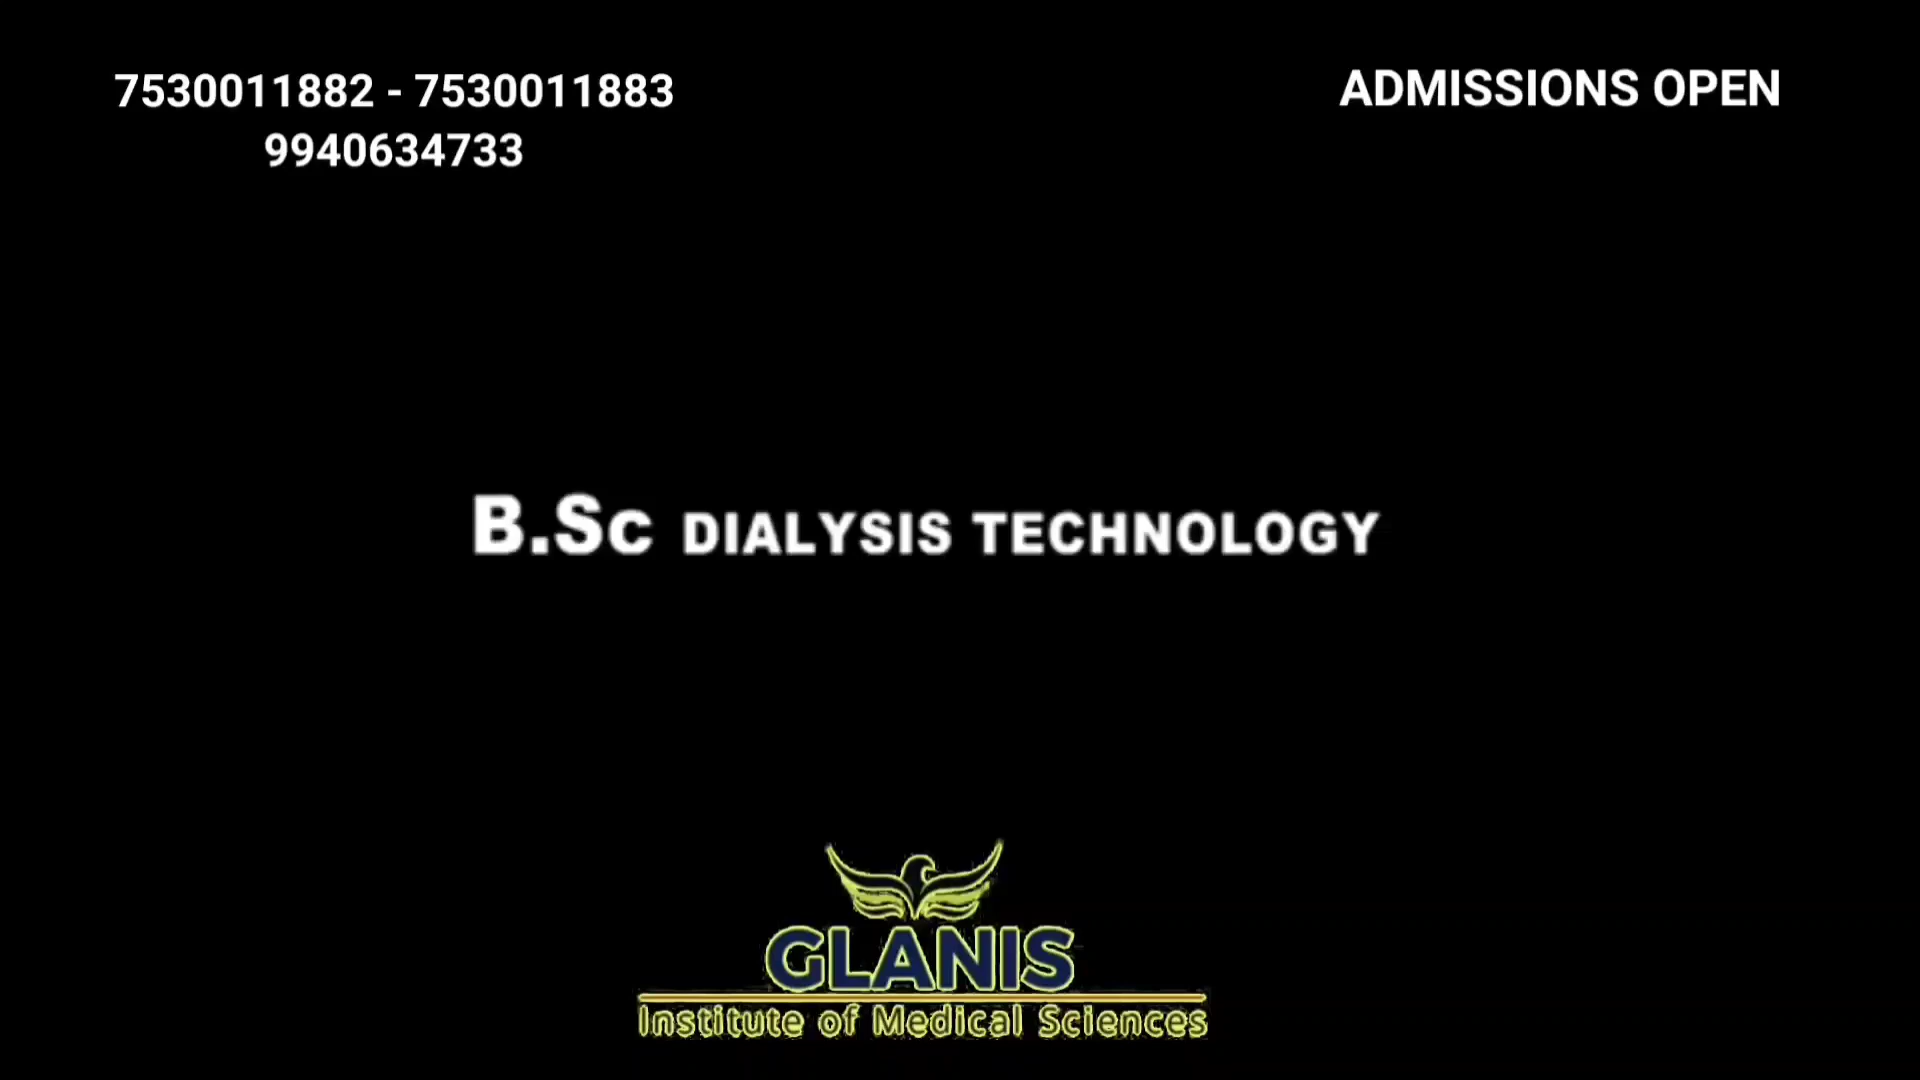 7530011882 - 7530011883
9940634733
ADMISSIONS OPEN
B.Sc DIALYSIS TECHNOLOGY
GLANIS
Institute of Medical Sciences